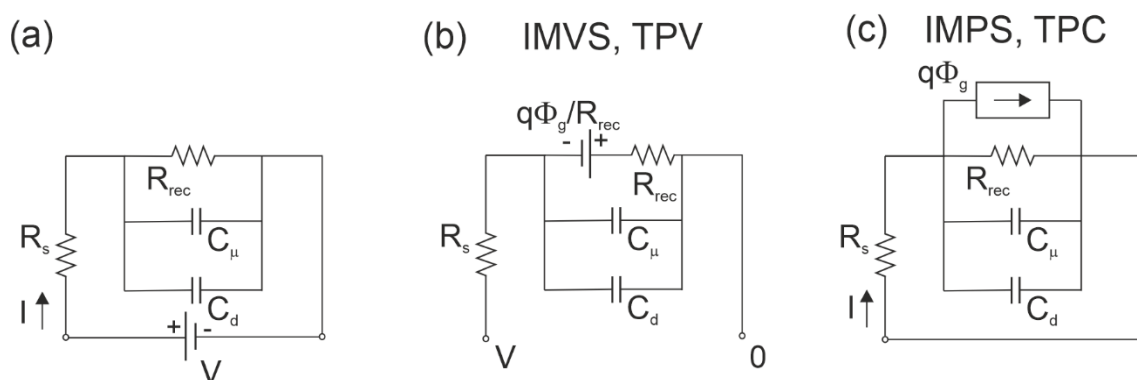 (a)
R_rec
C_μ
C_d
R_s
I
+ -
V
(b) IMVS, TPV
qΦ_g/R_rec
- +
R_rec
R_s
C_μ
C_d
V
0
(c) IMPS, TPC
qΦ_g
R_rec
R_s
C_μ
I
C_d